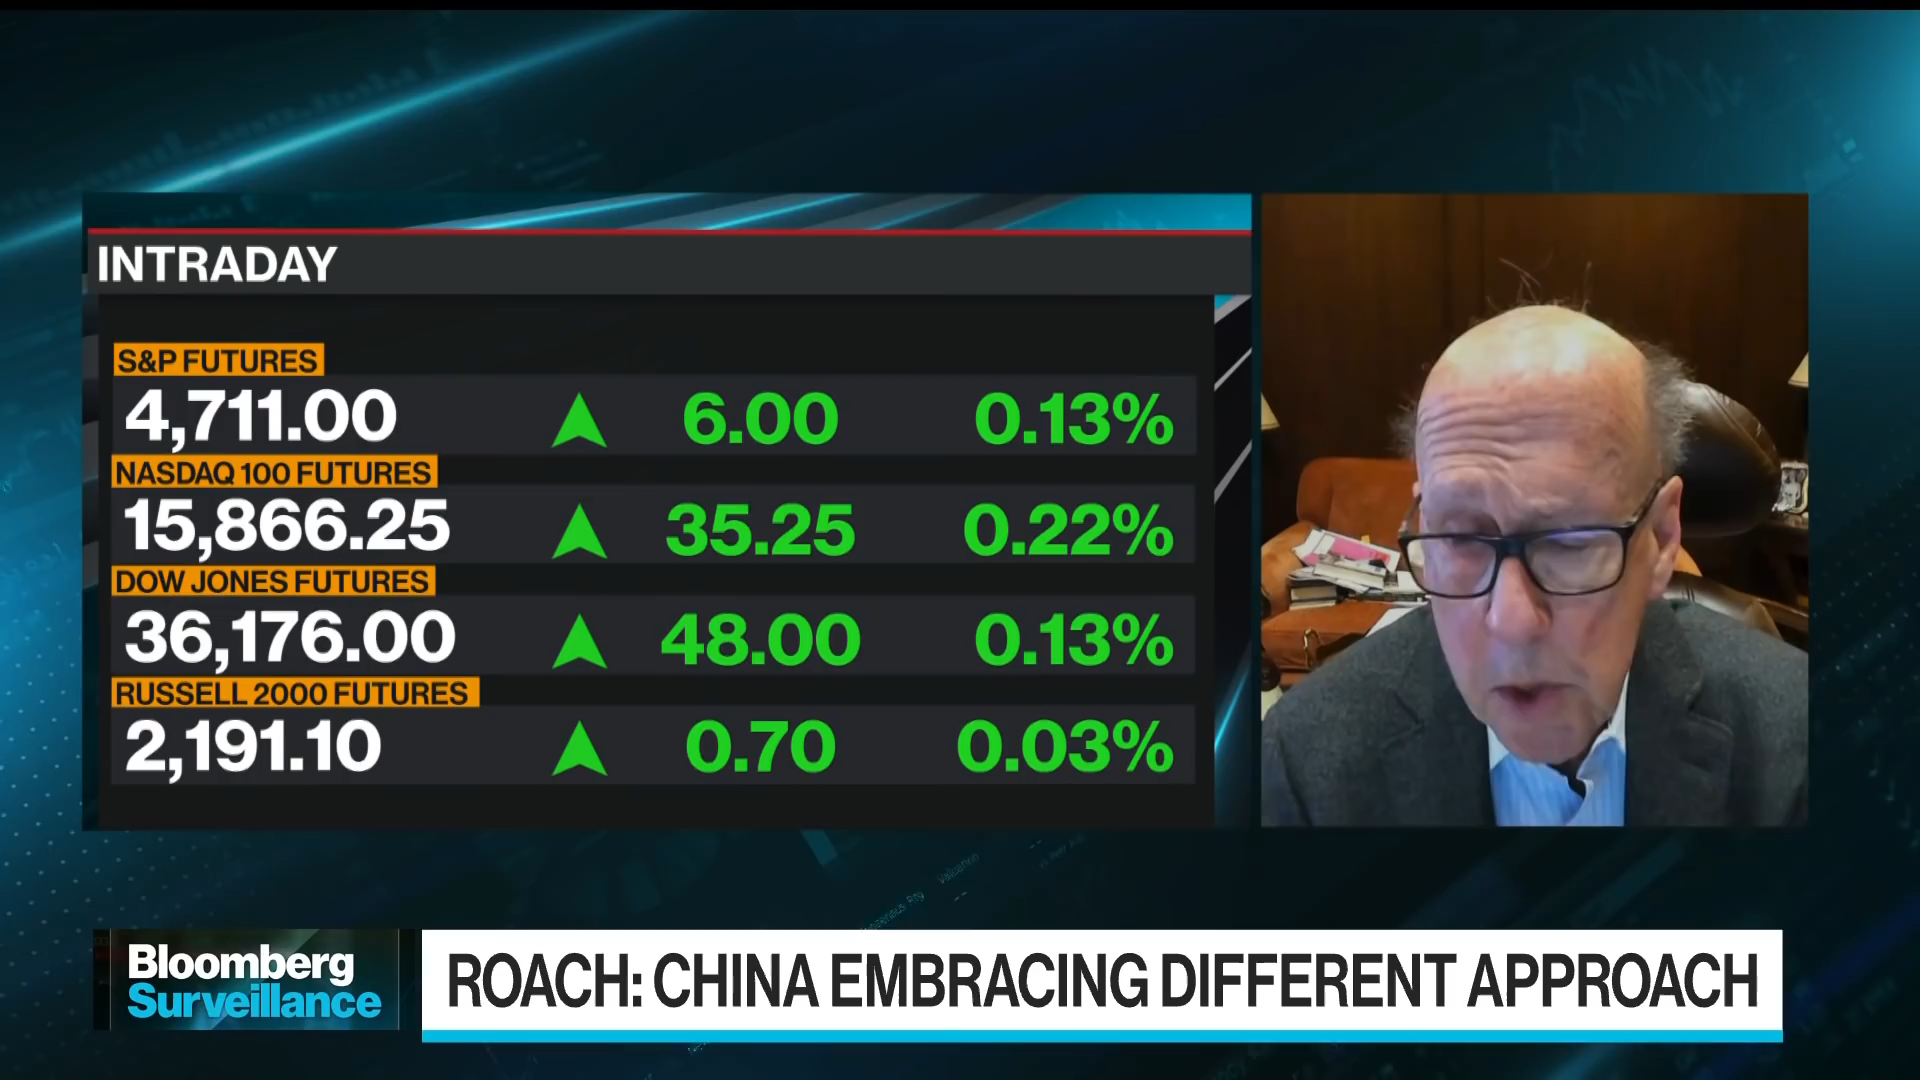 INTRADAY
S&P FUTURES
4,711.00 6.00 0.13%
NASDAQ 100 FUTURES
15,866.25 35.25 0.22%
DOW JONES FUTURES
36,176.00 48.00 0.13%
RUSSELL 2000 FUTURES
2,191.10 0.70 0.03%
Bloomberg
Surveillance
ROACH: CHINA EMBRACING DIFFERENT APPROACH